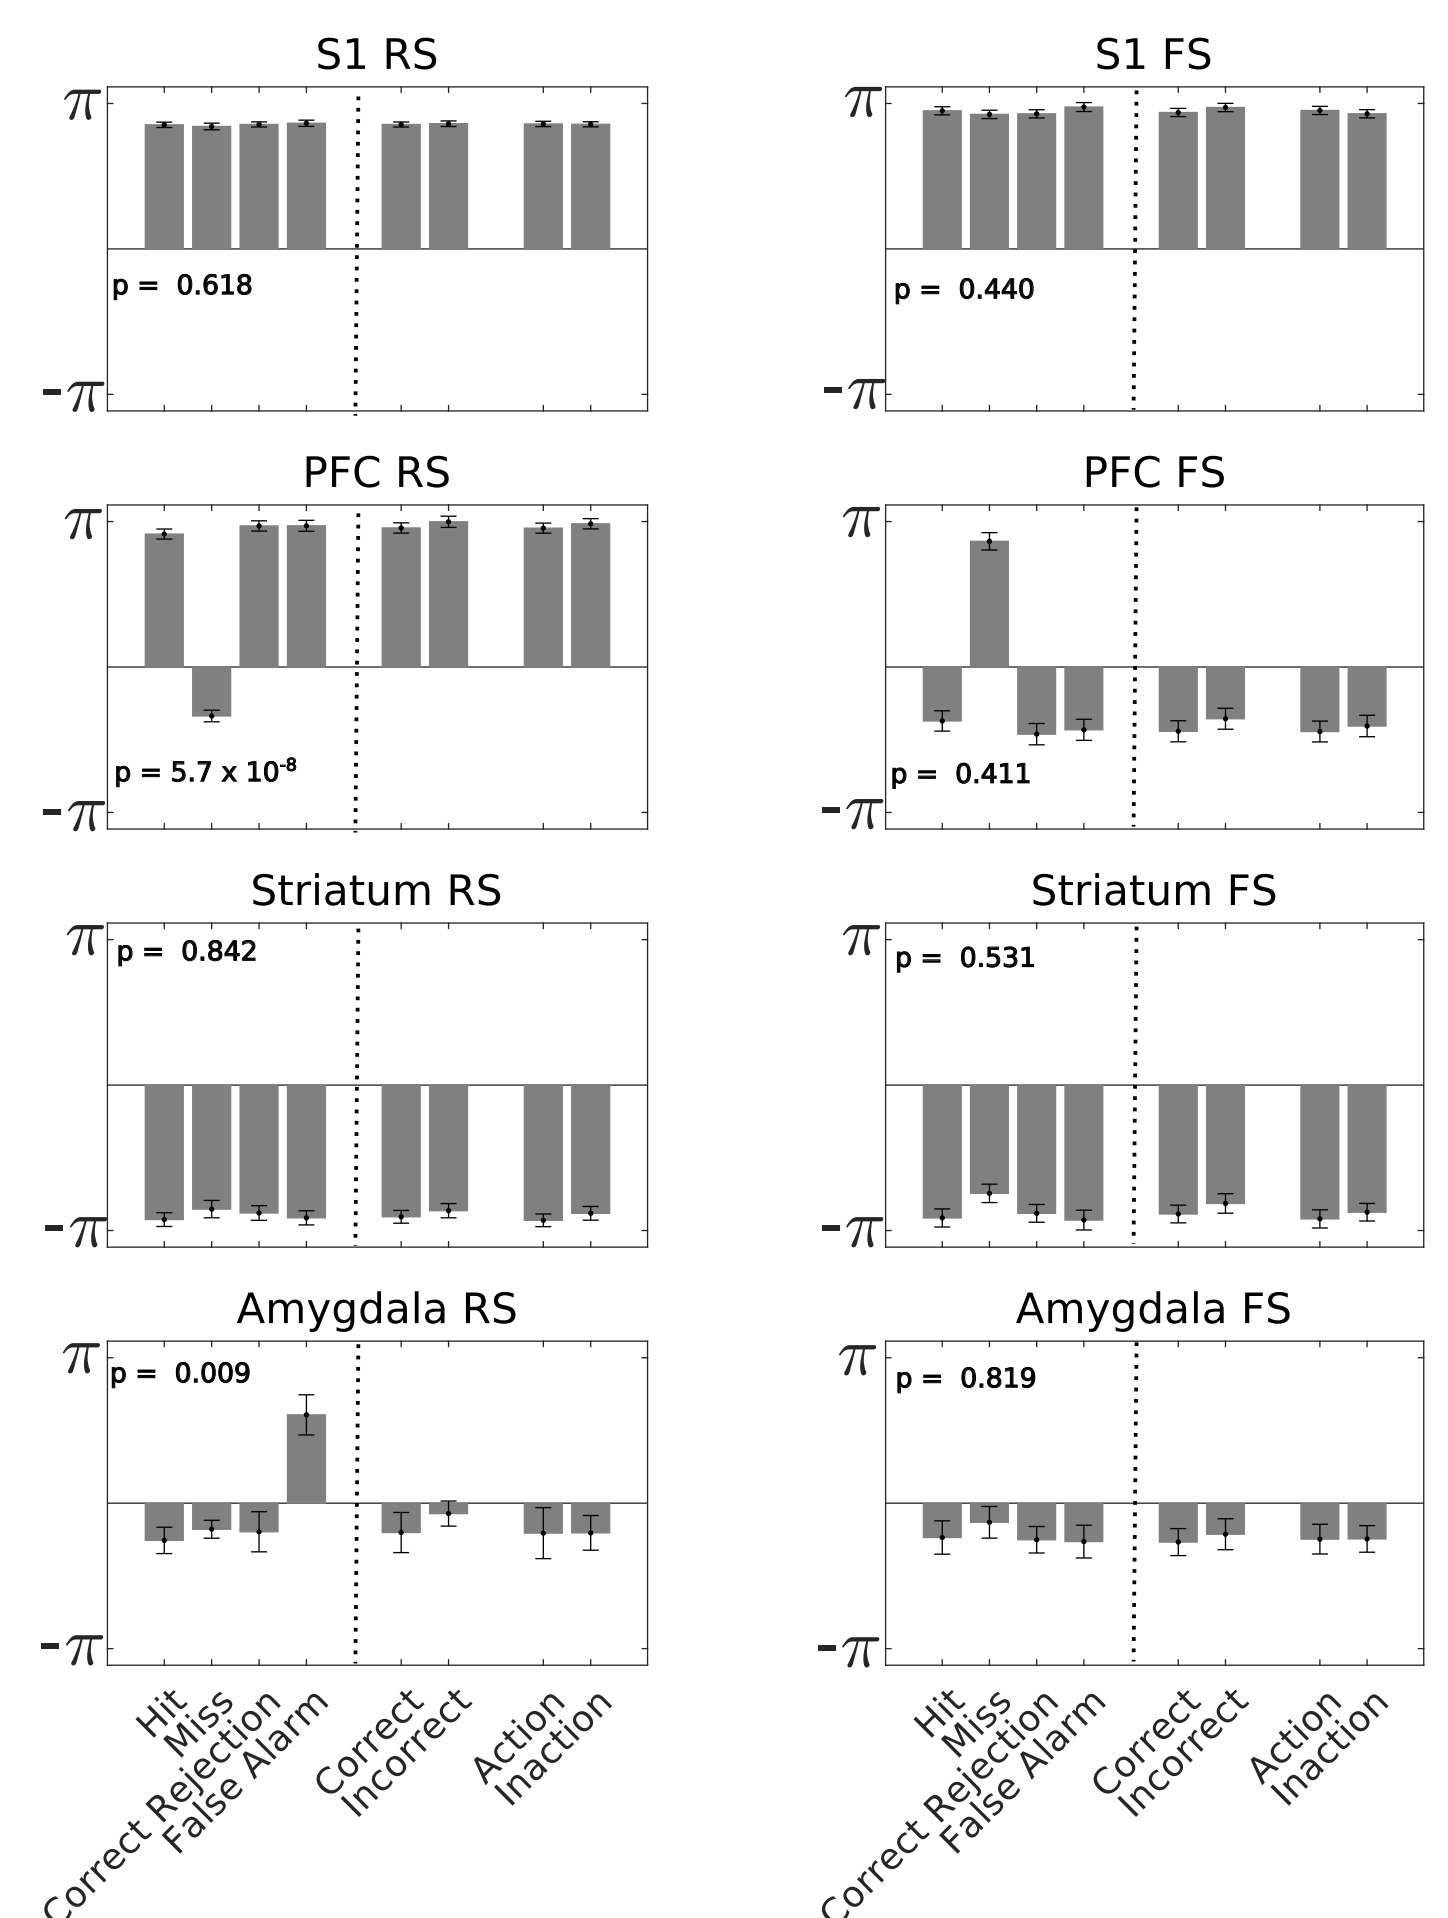 S1 RS
π
p = 0.618
-π
S1 FS
π
p = 0.440
-π
PFC RS
π
p = 5.7 x 10⁻⁸
-π
PFC FS
π
p = 0.411
-π
Striatum RS
π
p = 0.842
-π
Striatum FS
π
p = 0.531
-π
Amygdala RS
π
p = 0.009
-π
Amygdala FS
π
p = 0.819
-π
Hit
Miss
Correct Rejection
False Alarm
Correct
Incorrect
Action
Inaction
Hit
Miss
Correct Rejection
False Alarm
Correct
Incorrect
Action
Inaction